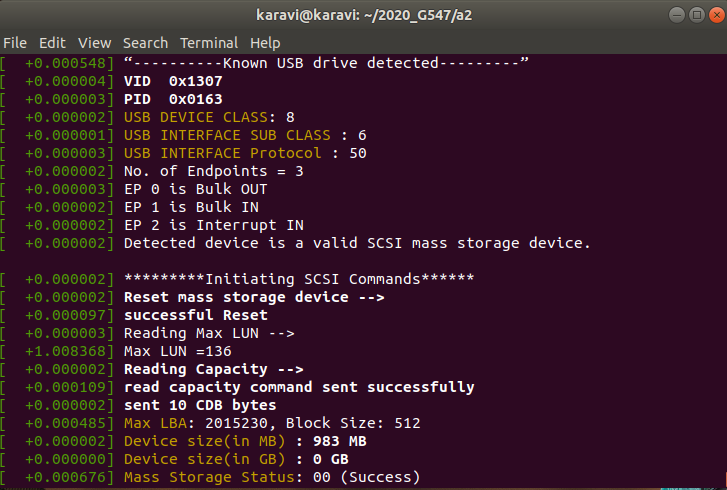 karavi@karavi: ~/2020_G547/a2
File Edit View Search Terminal Help
[ +0.000548] “----------Known USB drive detected---------”
[ +0.000004] VID 0x1307
[ +0.000003] PID 0x0163
[ +0.000002] USB DEVICE CLASS: 8
[ +0.000001] USB INTERFACE SUB CLASS : 6
[ +0.000003] USB INTERFACE Protocol : 50
[ +0.000002] No. of Endpoints = 3
[ +0.000003] EP 0 is Bulk OUT
[ +0.000002] EP 1 is Bulk IN
[ +0.000002] EP 2 is Interrupt IN
[ +0.000002] Detected device is a valid SCSI mass storage device.
[ +0.000002] *********Initiating SCSI Commands******
[ +0.000002] Reset mass storage device -->
[ +0.000097] successful Reset
[ +0.000003] Reading Max LUN -->
[ +1.008368] Max LUN =136
[ +0.000002] Reading Capacity -->
[ +0.000109] read capacity command sent successfully
[ +0.000002] sent 10 CDB bytes
[ +0.000485] Max LBA: 2015230, Block Size: 512
[ +0.000002] Device size(in MB) : 983 MB
[ +0.000000] Device size(in GB) : 0 GB
[ +0.000676] Mass Storage Status: 00 (Success)